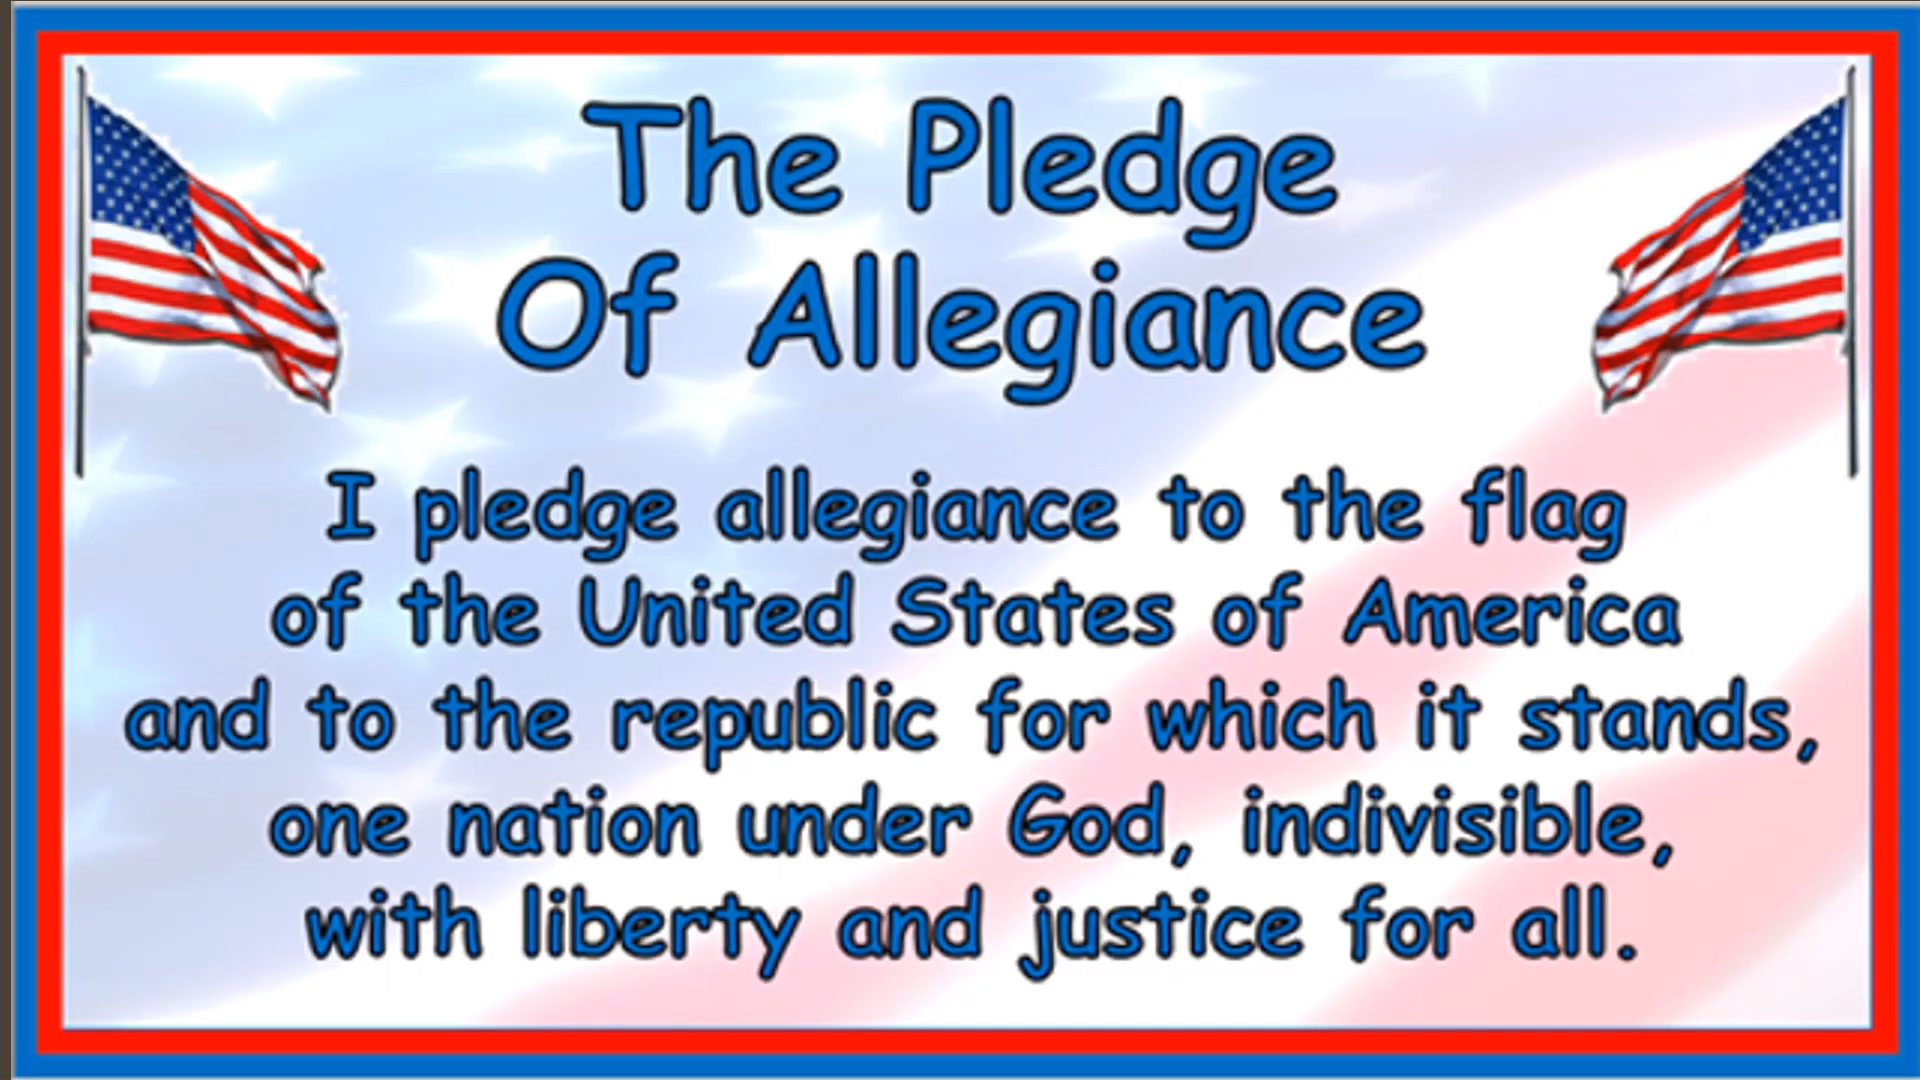 The Pledge
Of Allegiance
I pledge allegiance to the flag
of the United States of America
and to the republic for which it stands,
one nation under God, indivisible,
with liberty and justice for all.